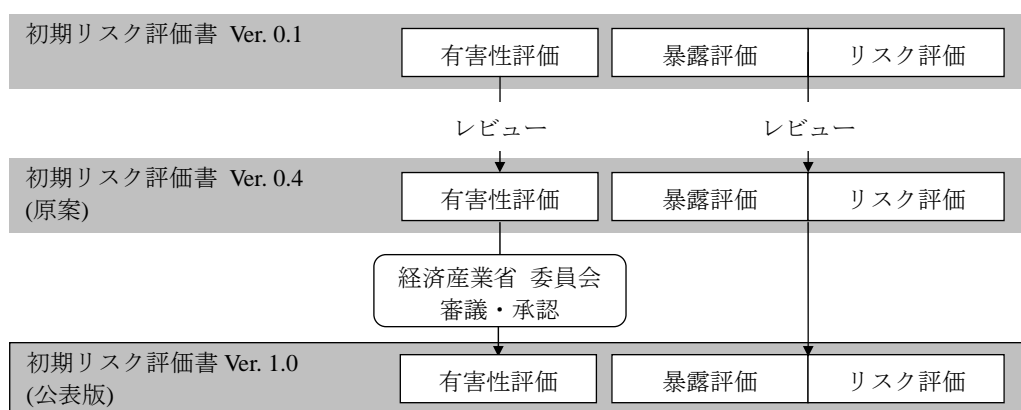 初期リスク評価書 Ver. 0.1
有害性評価
暴露評価
リスク評価
レビュー
レビュー
初期リスク評価書 Ver. 0.4
(原案)
有害性評価
暴露評価
リスク評価
経済産業省 委員会
審議・承認
初期リスク評価書 Ver. 1.0
(公表版)
有害性評価
暴露評価
リスク評価